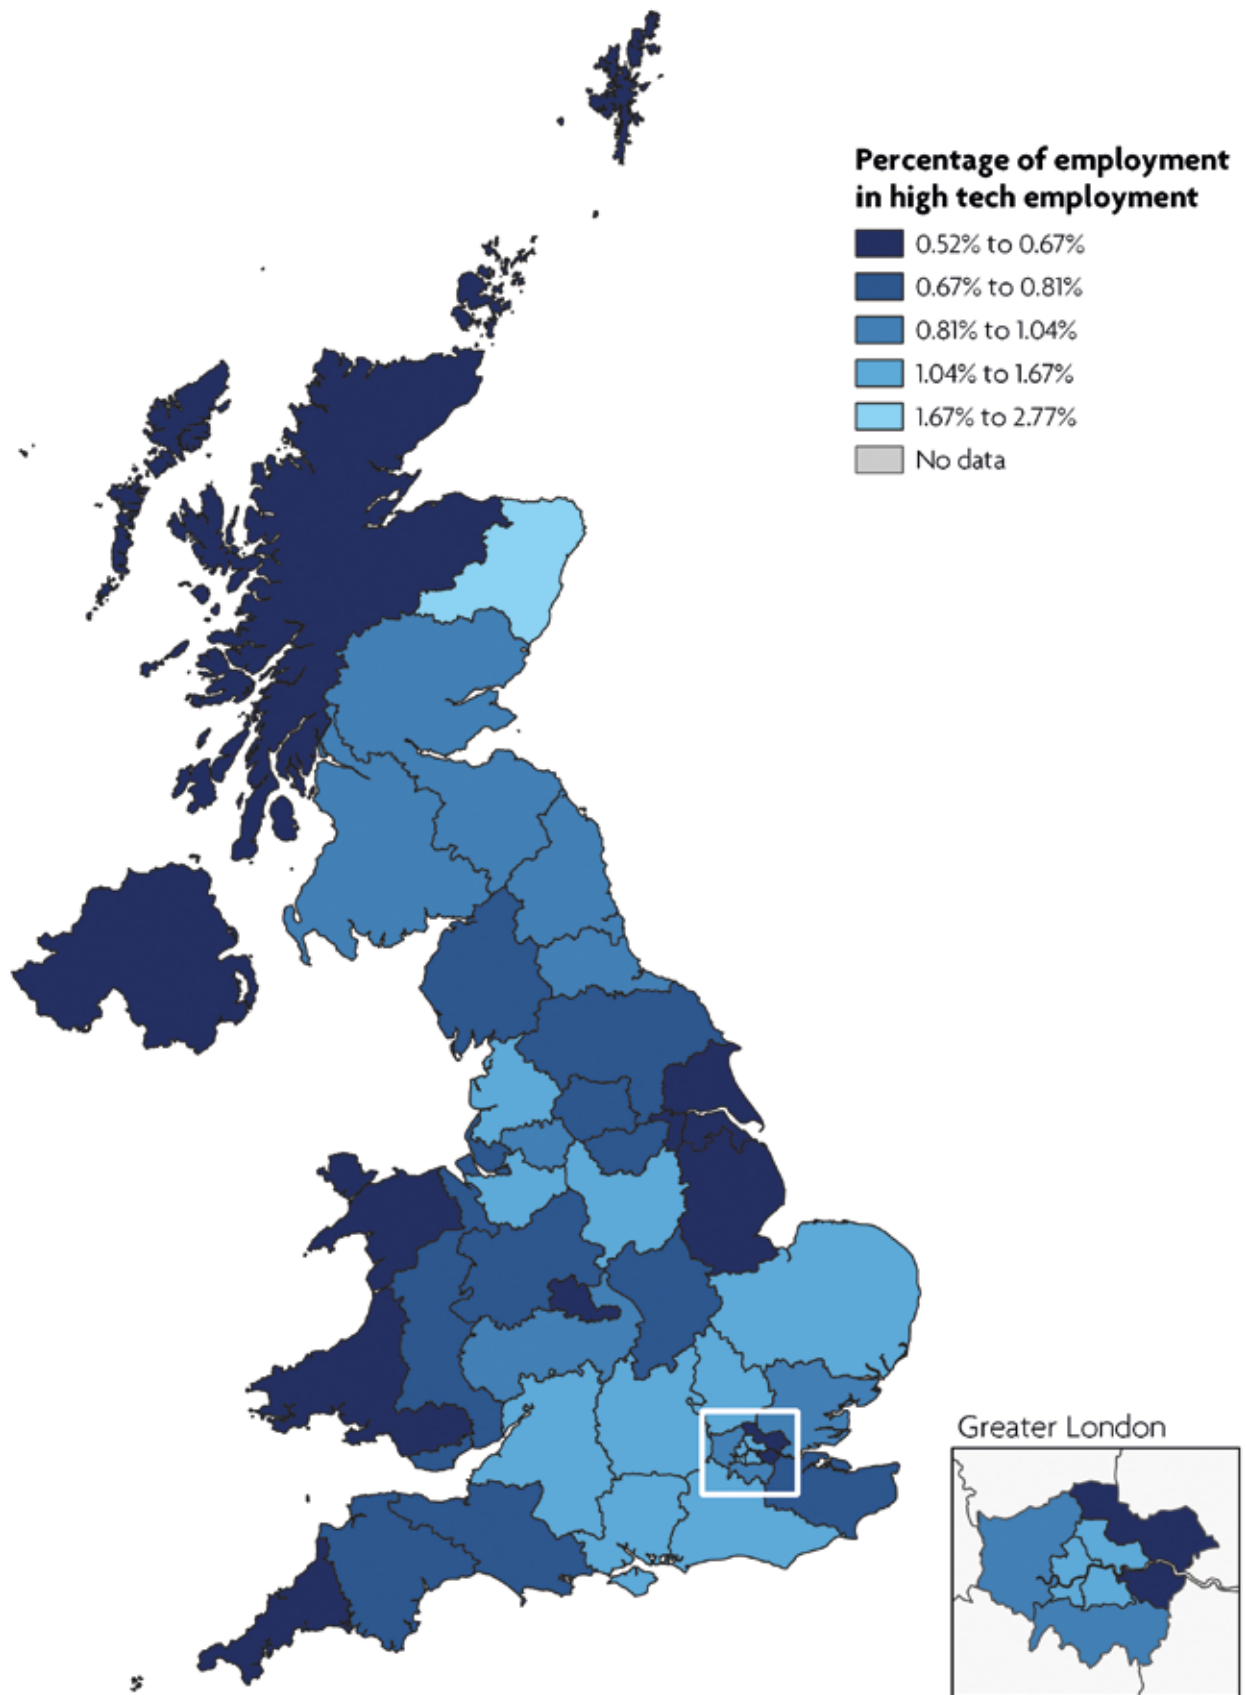 Percentage of employment
in high tech employment
0.52% to 0.67%
0.67% to 0.81%
0.81% to 1.04%
1.04% to 1.67%
1.67% to 2.77%
No data
Greater London